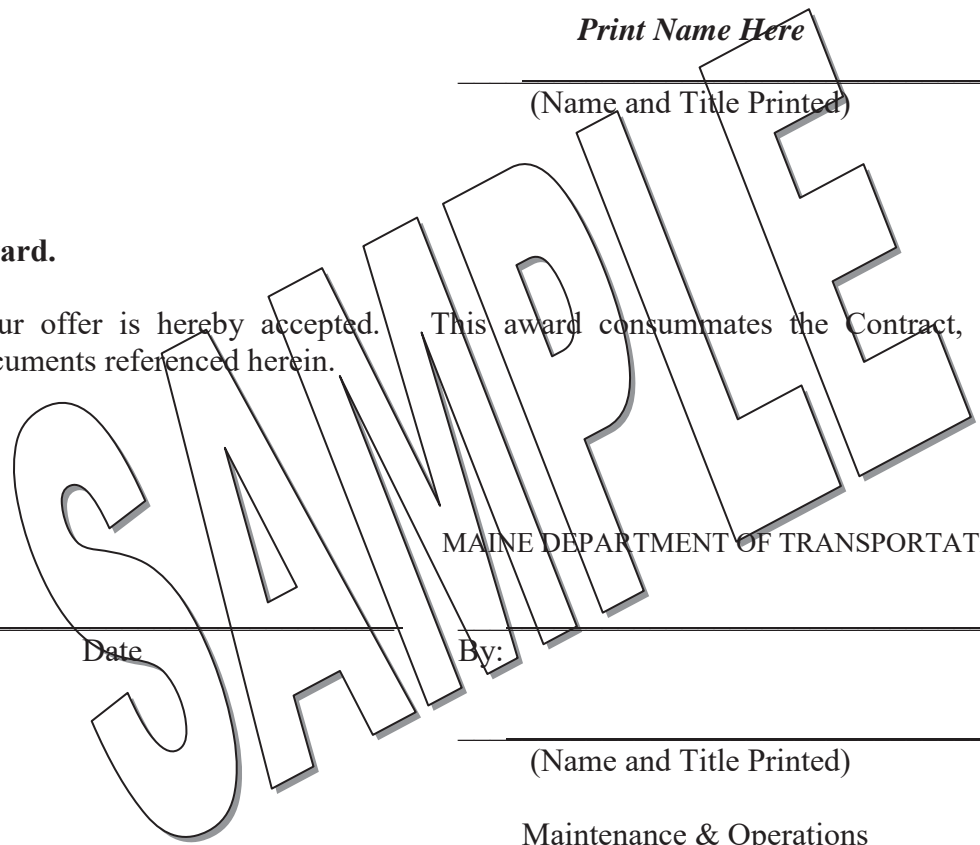 Print Name Here
(Name and Title Printed)
ard.
ur offer is hereby accepted. This award consummates the Contract,
cuments referenced herein.
SAMPLE
MAINE DEPARTMENT OF TRANSPORTAT
Date By:
(Name and Title Printed)
Maintenance & Operations